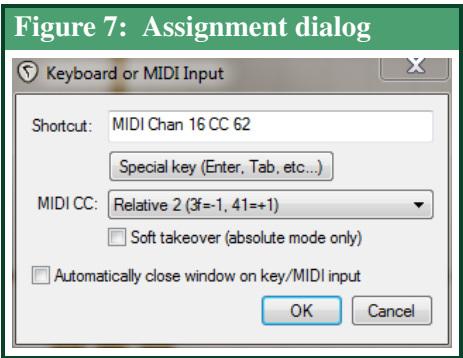 Figure 7: Assignment dialog
Keyboard or MIDI Input
Shortcut: MIDI Chan 16 CC 62
Special key (Enter, Tab, etc...)
MIDI CC: Relative 2 (3f=-1, 41=+1)
Soft takeover (absolute mode only)
Automatically close window on key/MIDI input
OK Cancel